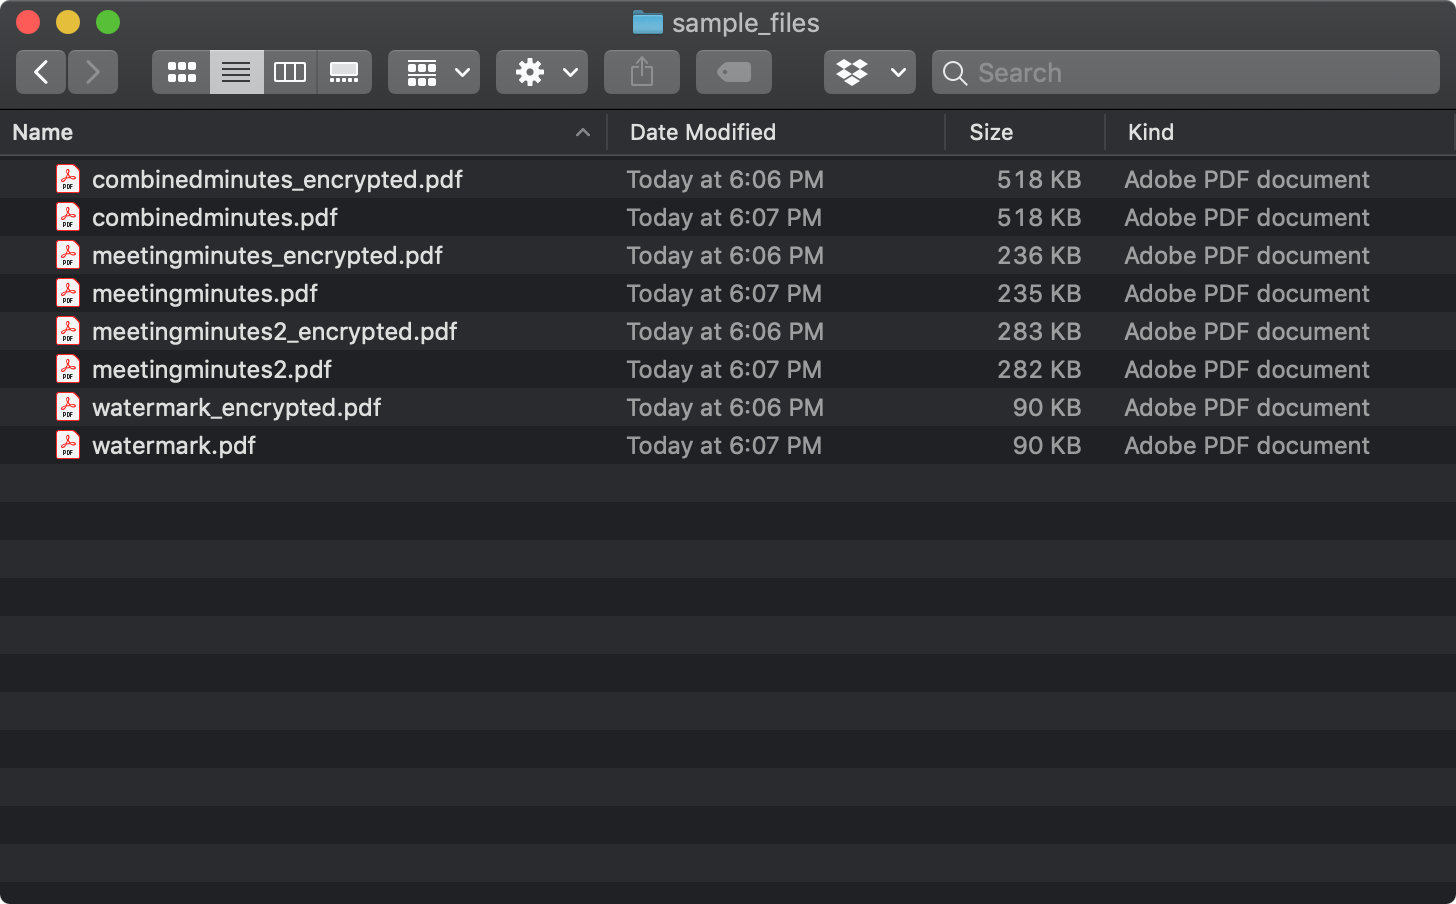 sample_files
Search
Name Date Modified Size Kind
combinedminutes_encrypted.pdf Today at 6:06 PM 518 KB Adobe PDF document
combinedminutes.pdf Today at 6:07 PM 518 KB Adobe PDF document
meetingminutes_encrypted.pdf Today at 6:06 PM 236 KB Adobe PDF document
meetingminutes.pdf Today at 6:07 PM 235 KB Adobe PDF document
meetingminutes2_encrypted.pdf Today at 6:06 PM 283 KB Adobe PDF document
meetingminutes2.pdf Today at 6:07 PM 282 KB Adobe PDF document
watermark_encrypted.pdf Today at 6:06 PM 90 KB Adobe PDF document
watermark.pdf Today at 6:07 PM 90 KB Adobe PDF document